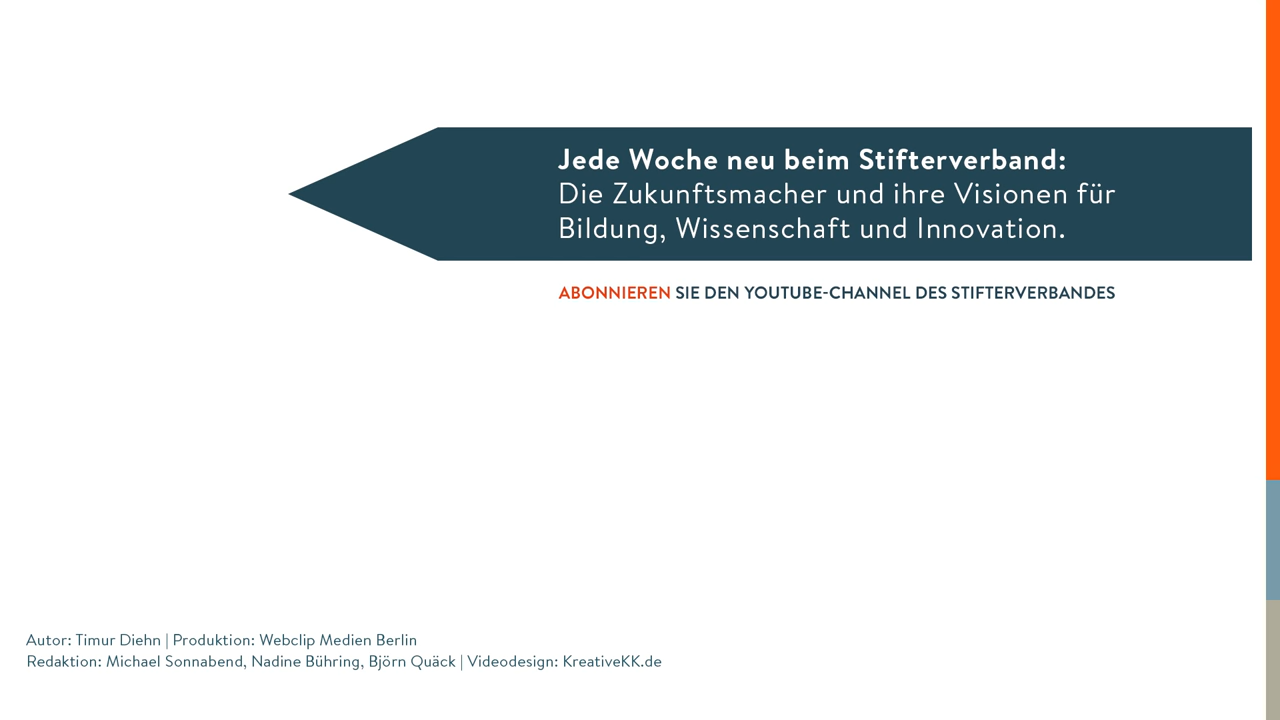 Jede Woche neu beim Stifterverband:
Die Zukunftsmacher und ihre Visionen für
Bildung, Wissenschaft und Innovation.
ABONNIEREN SIE DEN YOUTUBE-CHANNEL DES STIFTERVERBANDES
Autor: Timur Diehn | Produktion: Webclip Medien Berlin
Redaktion: Michael Sonnabend, Nadine Bühring, Björn Quäck | Videodesign: KreativeKK.de